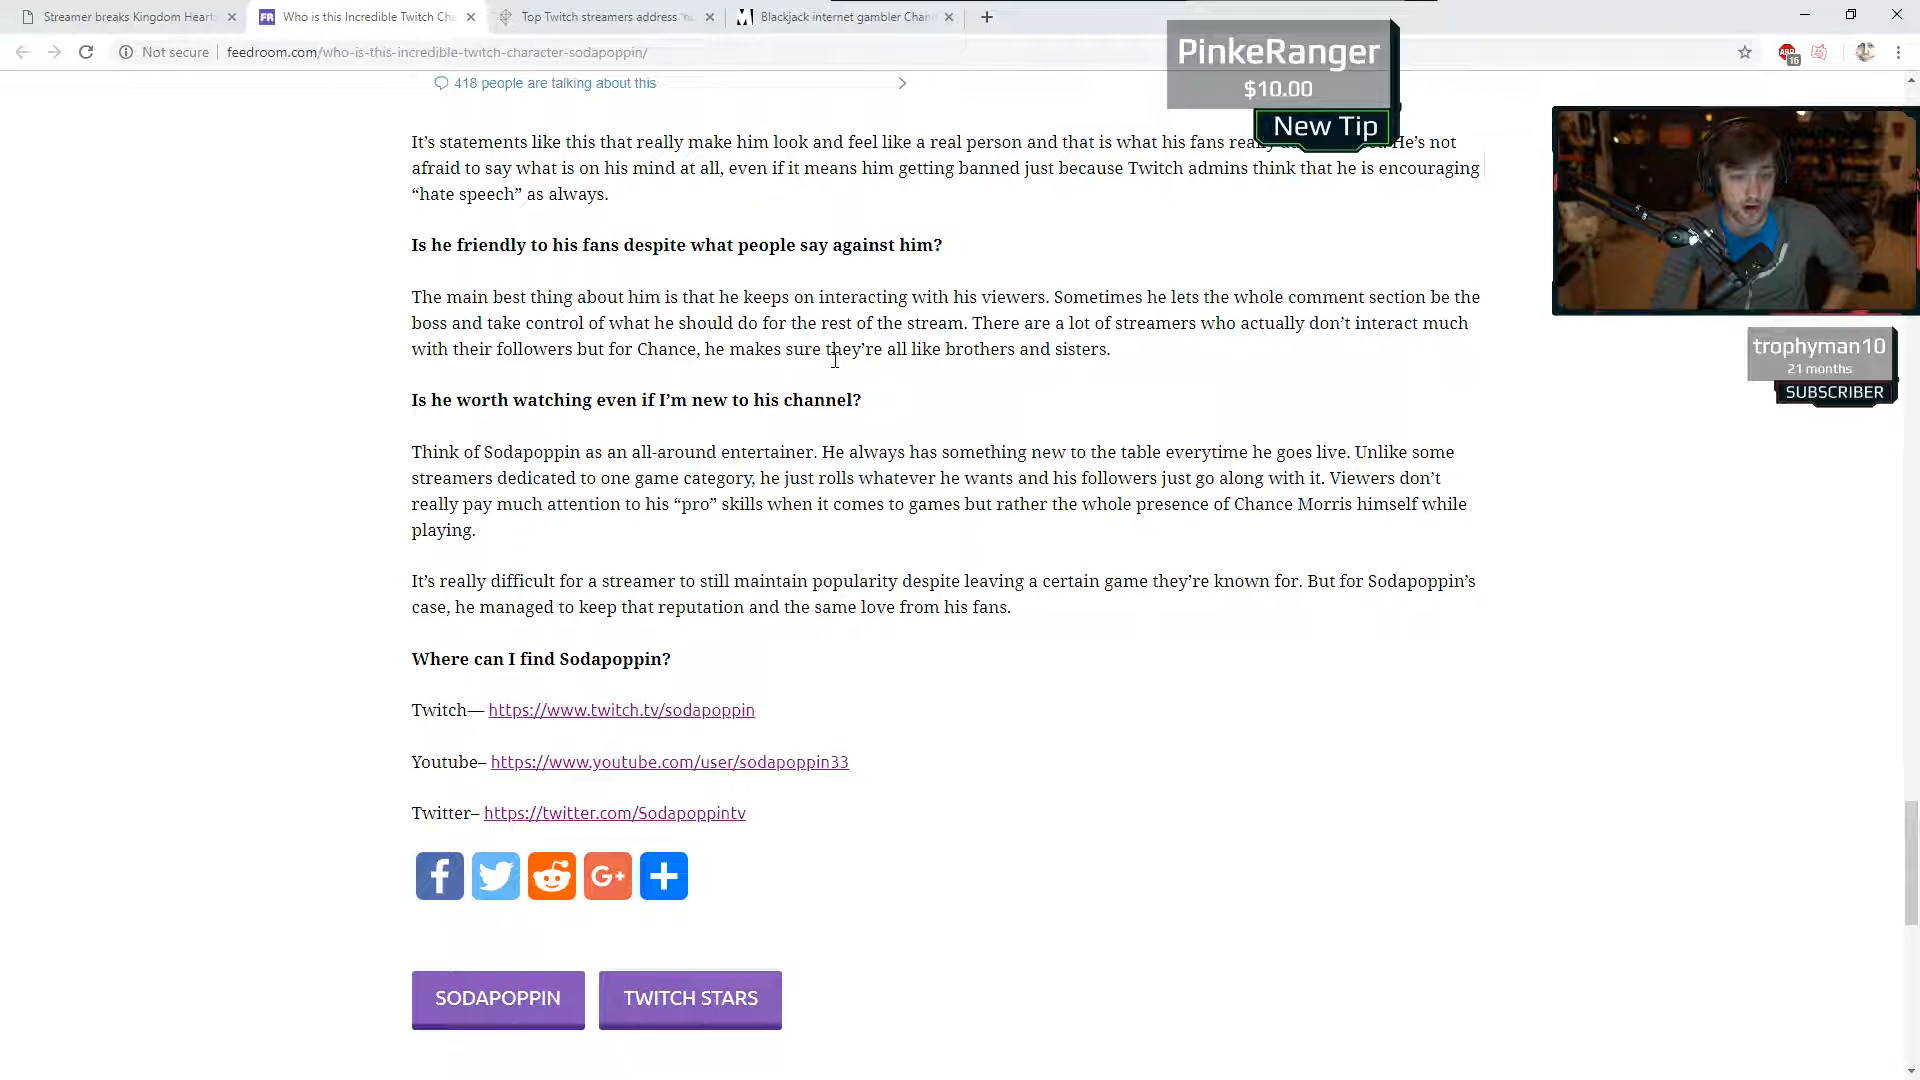 Streamer breaks Kingdom Heart
Who is this Incredible Twitch Cha
Top Twitch streamers address
Blackjack internet gambler Chan
Not secure
feedroom.com/who-is-this-incredible-twitch-character-sodapoppin/
16
PinkeRanger
$10.00
New Tip
418 people are talking about this
It’s statements like this that really make him look and feel like a real person and that is what his fans He’s not
afraid to say what is on his mind at all, even if it means him getting banned just because Twitch admins think that he is encouraging
“hate speech” as always.
Is he friendly to his fans despite what people say against him?
The main best thing about him is that he keeps on interacting with his viewers. Sometimes he lets the whole comment section be the
boss and take control of what he should do for the rest of the stream. There are a lot of streamers who actually don’t interact much
with their followers but for Chance, he makes sure they’re all like brothers and sisters.
trophyman10
21 months
SUBSCRIBER
Is he worth watching even if I’m new to his channel?
Think of Sodapoppin as an all-around entertainer. He always has something new to the table everytime he goes live. Unlike some
streamers dedicated to one game category, he just rolls whatever he wants and his followers just go along with it. Viewers don’t
really pay much attention to his “pro” skills when it comes to games but rather the whole presence of Chance Morris himself while
playing.
It’s really difficult for a streamer to still maintain popularity despite leaving a certain game they’re known for. But for Sodapoppin’s
case, he managed to keep that reputation and the same love from his fans.
Where can I find Sodapoppin?
Twitch— https://www.twitch.tv/sodapoppin
Youtube– https://www.youtube.com/user/sodapoppin33
Twitter– https://twitter.com/Sodapoppintv
SODAPOPPIN
TWITCH STARS